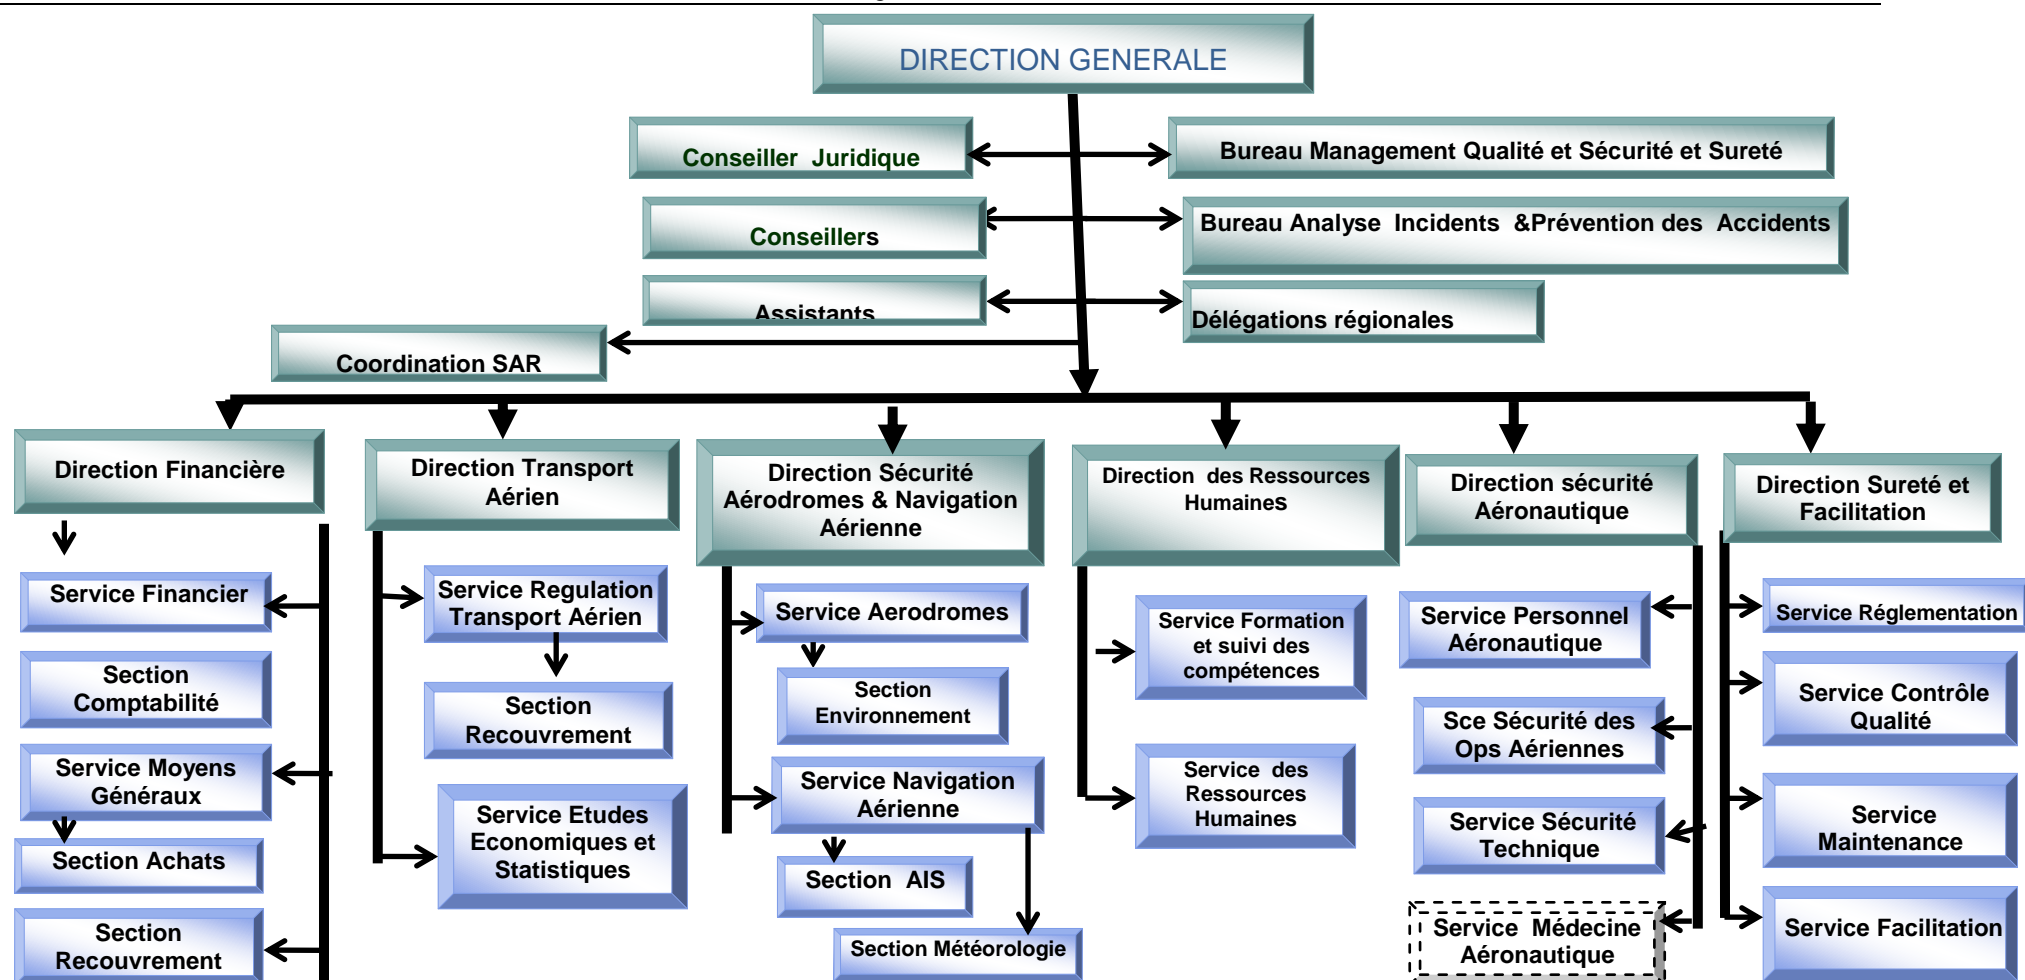 DIRECTION GENERALE
Conseiller Juridique
Bureau Management Qualité et Sécurité et Sureté
Conseillers
Bureau Analyse Incidents &Prévention des Accidents
Assistants
Délégations régionales
Coordination SAR
Direction Financière
Service Financier
Section
Comptabilité
Service Moyens
Généraux
Section Achats
Section
Recouvrement
Direction Transport
Aérien
Service Regulation
Transport Aérien
Section
Recouvrement
Service Etudes
Economiques et
Statistiques
Direction Sécurité
Aérodromes & Navigation
Aérienne
Service Aerodromes
Section
Environnement
Service Navigation
Aérienne
Section AIS
Section Météorologie
Direction des Ressources
Humaines
Service Formation
et suivi des
compétences
Service des
Ressources
Humaines
Direction sécurité
Aéronautique
Service Personnel
Aéronautique
Sce Sécurité des
Ops Aériennes
Service Sécurité
Technique
Service Médecine
Aéronautique
Direction Sureté et
Facilitation
Service Réglementation
Service Contrôle
Qualité
Service
Maintenance
Service Facilitation